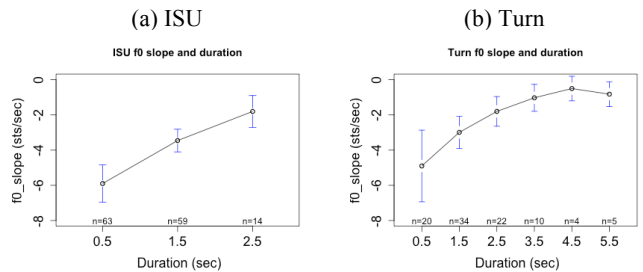 (a) ISU
ISU f0 slope and duration
f0_slope (sts/sec)
0
-2
-4
-6
-8
n=63 n=59 n=14
0.5 1.5 2.5
Duration (sec)
(b) Turn
Turn f0 slope and duration
f0_slope (sts/sec)
0
-2
-4
-6
-8
n=20 n=34 n=22 n=10 n=4 n=5
0.5 1.5 2.5 3.5 4.5 5.5
Duration (sec)